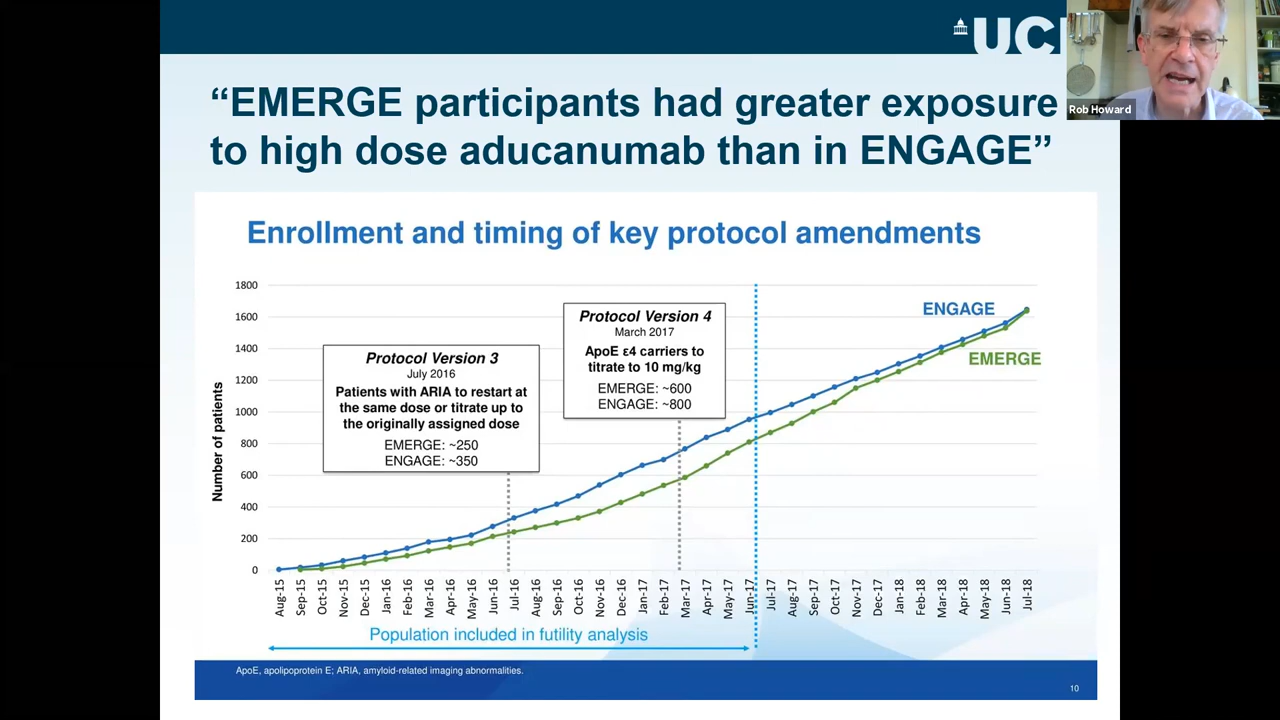 UCL
Rob Howard
“EMERGE participants had greater exposure
to high dose aducanumab than in ENGAGE”
Enrollment and timing of key protocol amendments
Number of patients
1800
1600
1400
1200
1000
800
600
400
200
0
Protocol Version 3
July 2016
Patients with ARIA to restart at
the same dose or titrate up to
the originally assigned dose
EMERGE: ~250
ENGAGE: ~350
Protocol Version 4
March 2017
ApoE ε4 carriers to
titrate to 10 mg/kg
EMERGE: ~600
ENGAGE: ~800
ENGAGE
EMERGE
Aug-15
Sep-15
Oct-15
Nov-15
Dec-15
Jan-16
Feb-16
Mar-16
Apr-16
May-16
Jun-16
Jul-16
Aug-16
Sep-16
Oct-16
Nov-16
Dec-16
Jan-17
Feb-17
Mar-17
Apr-17
May-17
Jun-17
Jul-17
Aug-17
Sep-17
Oct-17
Nov-17
Dec-17
Jan-18
Feb-18
Mar-18
Apr-18
May-18
Jun-18
Jul-18
Population included in futility analysis
ApoE, apolipoprotein E; ARIA, amyloid-related imaging abnormalities.
10